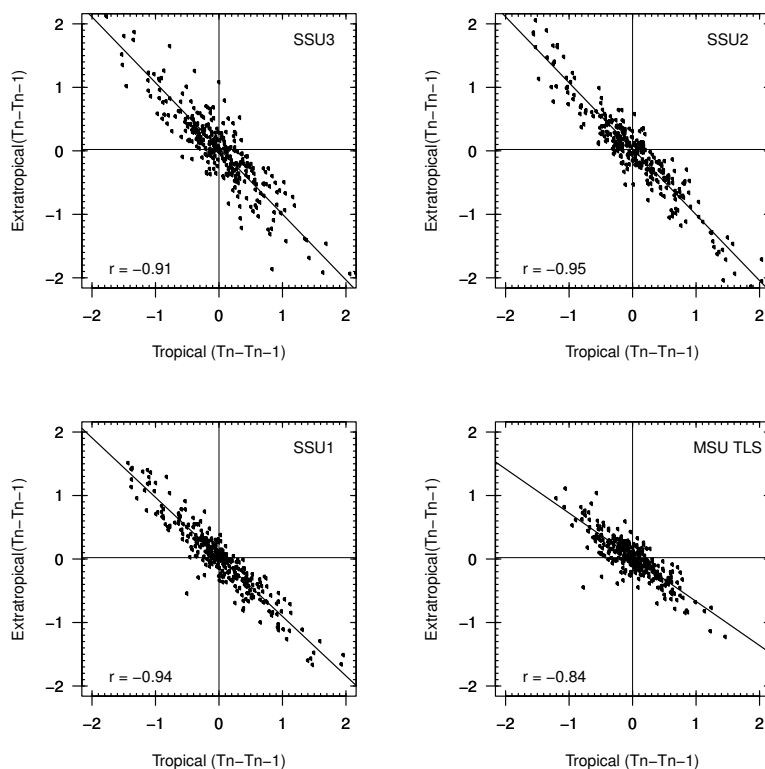 SSU3
Extratropical(Tn−Tn−1)
2
1
0
−1
−2
r = −0.91
−2 −1 0 1 2
Tropical (Tn−Tn−1)
SSU2
Extratropical(Tn−Tn−1)
2
1
0
−1
−2
r = −0.95
−2 −1 0 1 2
Tropical (Tn−Tn−1)
SSU1
Extratropical(Tn−Tn−1)
2
1
0
−1
−2
r = −0.94
−2 −1 0 1 2
Tropical (Tn−Tn−1)
MSU TLS
Extratropical(Tn−Tn−1)
2
1
0
−1
−2
r = −0.84
−2 −1 0 1 2
Tropical (Tn−Tn−1)